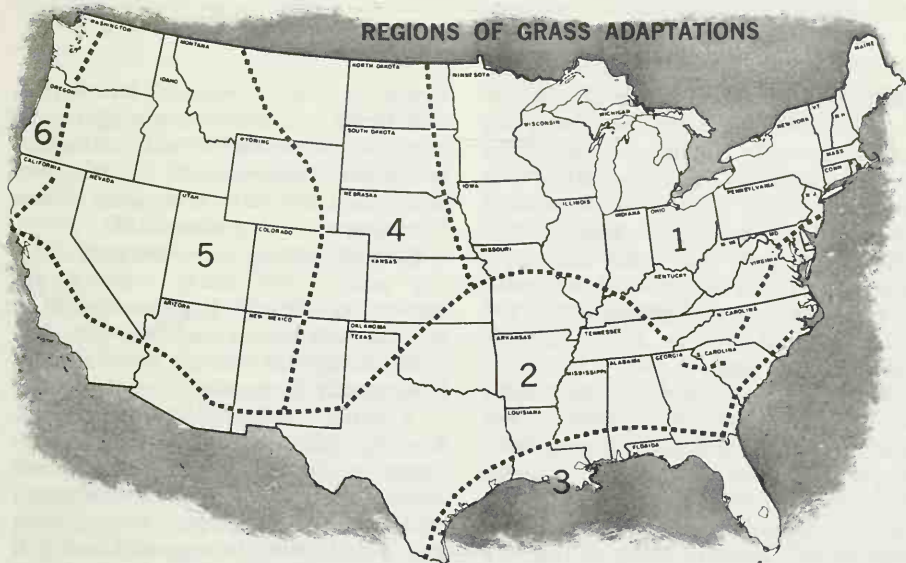 REGIONS OF GRASS ADAPTATIONS
WASHINGTON
MONTANA
NORTH DAKOTA
MINNESOTA
MAINE
OREGON
IDAHO
WISCONSIN
MICHIGAN
NEW YORK
VT
N H
6
WYOMING
SOUTH DAKOTA
MASS
CALIFORNIA
CONN
NEVADA
UTAH
NEBRASKA
IOWA
ILLINOIS
INDIANA
OHIO
PENNSYLVANIA
N J
4
1
COLORADO
MISSOURI
W VA
MD
5
KANSAS
KENTUCKY
VIRGINIA
ARIZONA
NEW MEXICO
OKLAHOMA
TEXAS
ARKANSAS
TENNESSEE
N CAROLINA
2
MISSISSIPPI
ALABAMA
GEORGIA
S CAROLINA
LOUISIANA
FLORIDA
3